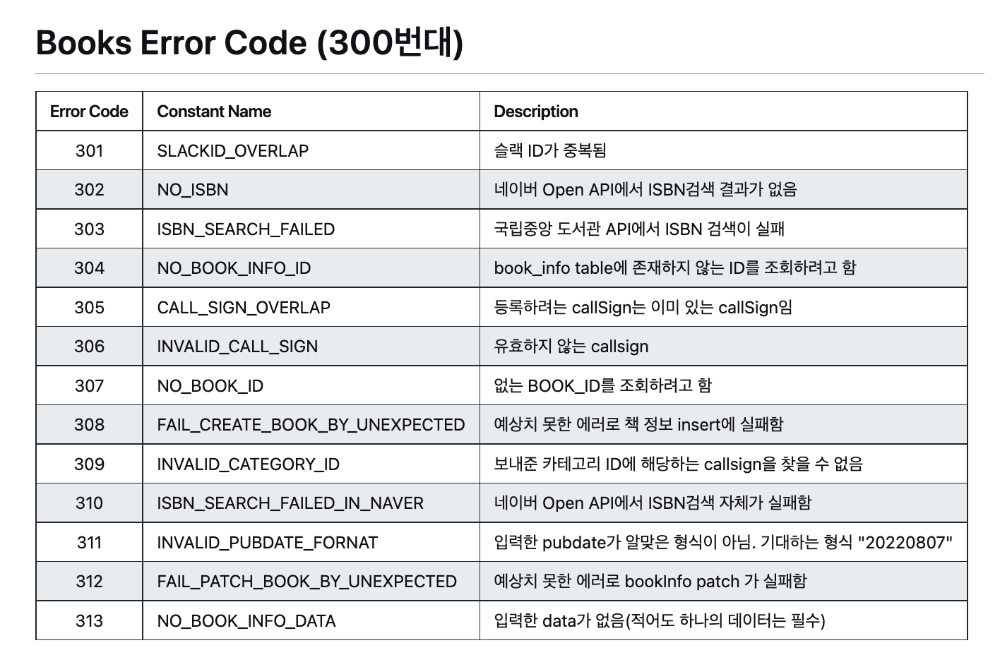 Books Error Code (300번대)
Error Code Constant Name Description
301 SLACKID_OVERLAP 슬랙 ID가 중복됨
302 NO_ISBN 네이버 Open API에서 ISBN검색 결과가 없음
303 ISBN_SEARCH_FAILED 국립중앙 도서관 API에서 ISBN 검색이 실패
304 NO_BOOK_INFO_ID book_info table에 존재하지 않는 ID를 조회하려고 함
305 CALL_SIGN_OVERLAP 등록하려는 callSign는 이미 있는 callSign임
306 INVALID_CALL_SIGN 유효하지 않는 callsign
307 NO_BOOK_ID 없는 BOOK_ID를 조회하려고 함
308 FAIL_CREATE_BOOK_BY_UNEXPECTED 예상치 못한 에러로 책 정보 insert에 실패함
309 INVALID_CATEGORY_ID 보내준 카테고리 ID에 해당하는 callsign을 찾을 수 없음
310 ISBN_SEARCH_FAILED_IN_NAVER 네이버 Open API에서 ISBN검색 자체가 실패함
311 INVALID_PUBDATE_FORNAT 입력한 pubdate가 알맞은 형식이 아님. 기대하는 형식 "20220807"
312 FAIL_PATCH_BOOK_BY_UNEXPECTED 예상치 못한 에러로 bookInfo patch 가 실패함
313 NO_BOOK_INFO_DATA 입력한 data가 없음(적어도 하나의 데이터는 필수)